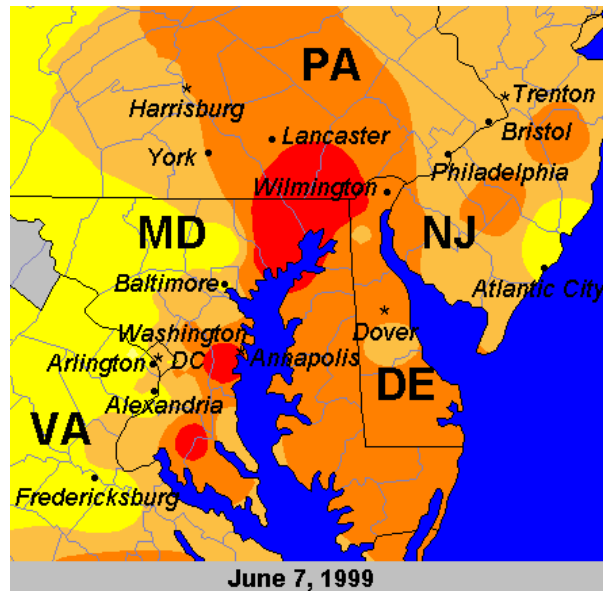 PA
Harrisburg
Trenton
Bristol
Lancaster
York
Philadelphia
Wilmington
MD
NJ
Baltimore
Atlantic City
Washington
DC
Dover
Arlington
Annapolis
Alexandria
DE
VA
Fredericksburg
June 7, 1999